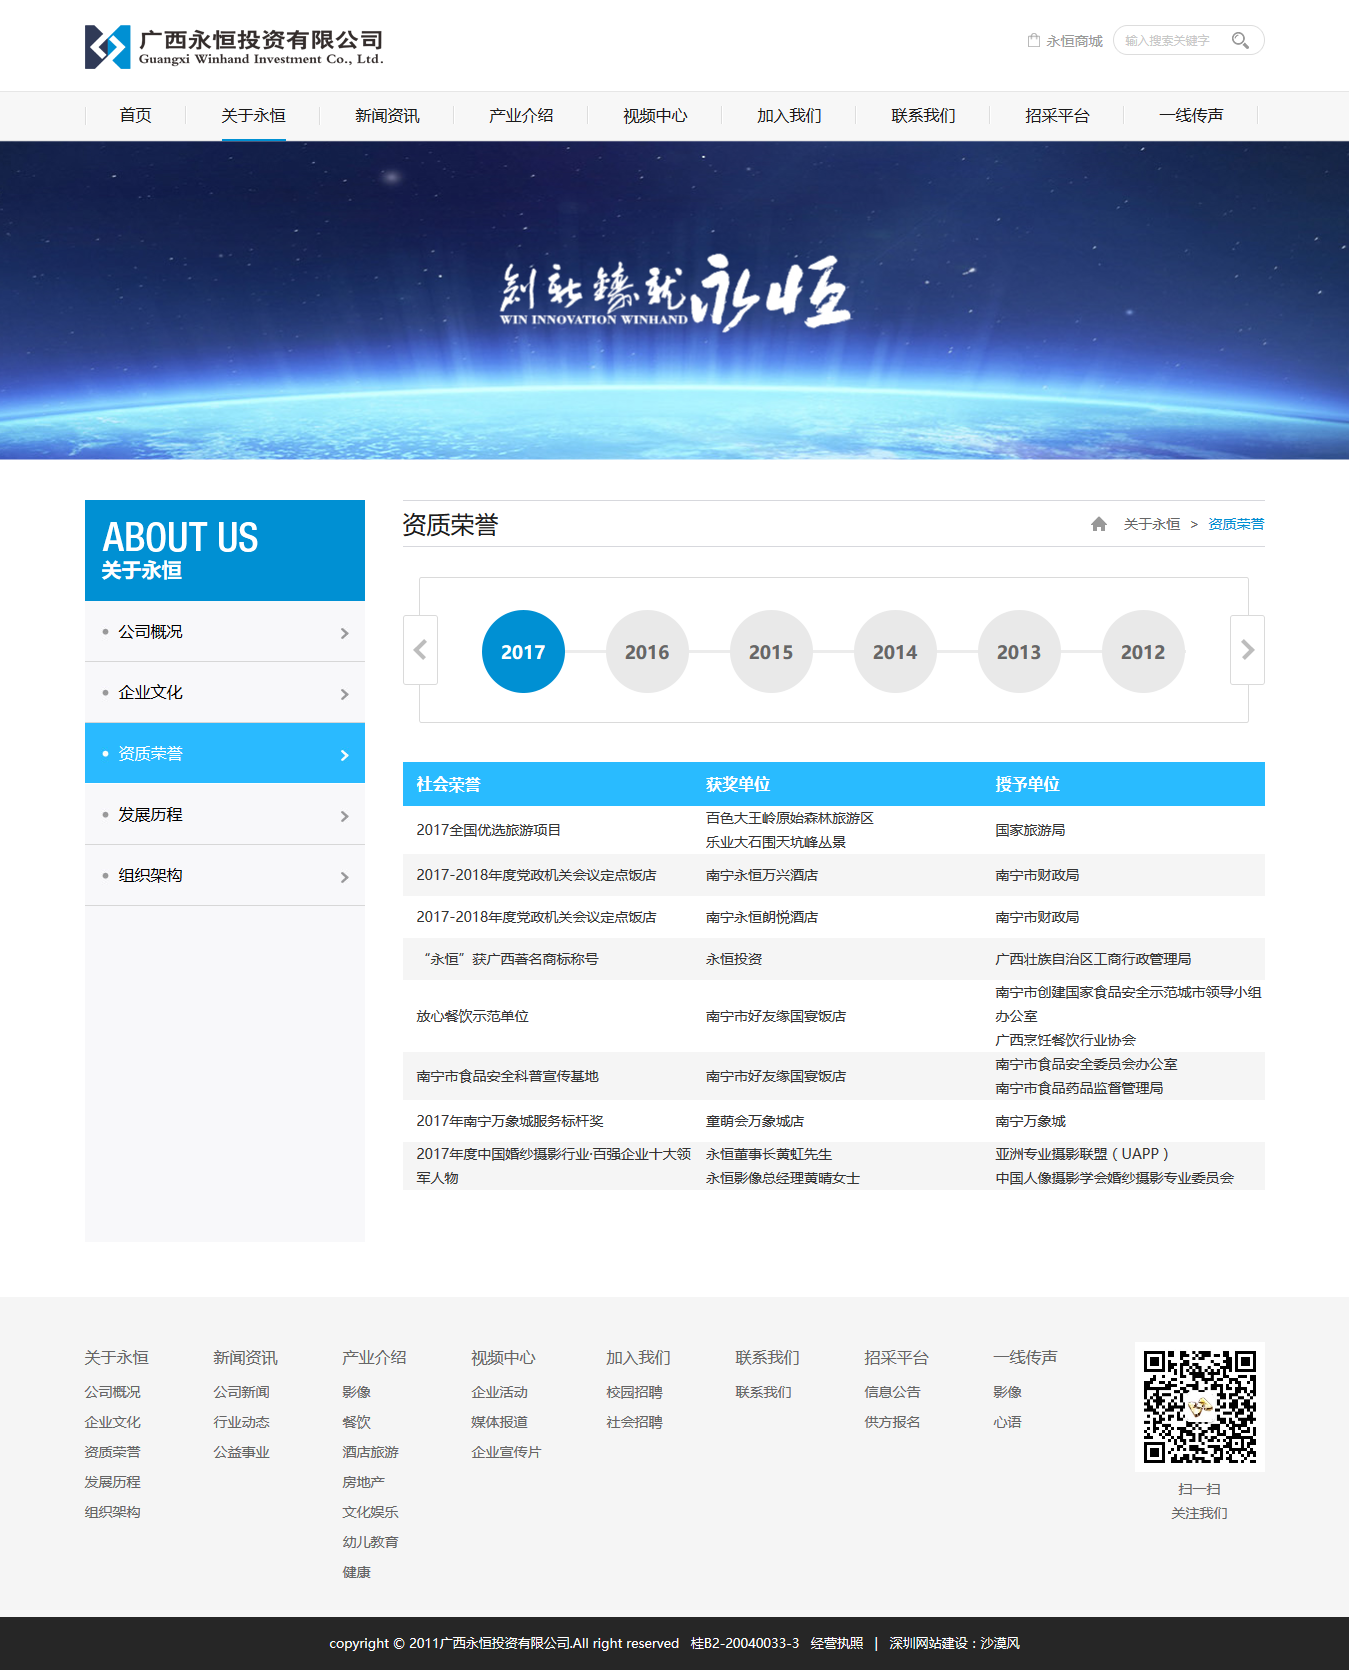 广西永恒投资有限公司
Guangxi Winhand Investment Co., Ltd.
永恒商城
输入搜索关键字
首页
关于永恒
新闻资讯
产业介绍
视频中心
加入我们
联系我们
招采平台
一线传声
创新臻就永恒
WIN INNOVATION WINHAND
ABOUT US
关于永恒
公司概况
企业文化
资质荣誉
发展历程
组织架构
资质荣誉
关于永恒 > 资质荣誉
2017
2016
2015
2014
2013
2012
社会荣誉 获奖单位 授予单位
2017全国优选旅游项目
百色大王岭原始森林旅游区
乐业大石围天坑峰丛景
国家旅游局
2017-2018年度党政机关会议定点饭店 南宁永恒万兴酒店 南宁市财政局
2017-2018年度党政机关会议定点饭店 南宁永恒朗悦酒店 南宁市财政局
“永恒”获广西著名商标称号 永恒投资 广西壮族自治区工商行政管理局
放心餐饮示范单位 南宁市好友缘国宴饭店
南宁市创建国家食品安全示范城市领导小组
办公室
广西烹饪餐饮行业协会
南宁市食品安全科普宣传基地 南宁市好友缘国宴饭店
南宁市食品安全委员会办公室
南宁市食品药品监督管理局
2017年南宁万象城服务标杆奖 童萌会万象城店 南宁万象城
2017年度中国婚纱摄影行业·百强企业十大领
军人物
永恒董事长黄虹先生
永恒影像总经理黄晴女士
亚洲专业摄影联盟（UAPP）
中国人像摄影学会婚纱摄影专业委员会
关于永恒
公司概况
企业文化
资质荣誉
发展历程
组织架构
新闻资讯
公司新闻
行业动态
公益事业
产业介绍
影像
餐饮
酒店旅游
房地产
文化娱乐
幼儿教育
健康
视频中心
企业活动
媒体报道
企业宣传片
加入我们
校园招聘
社会招聘
联系我们
联系我们
招采平台
信息公告
供方报名
一线传声
影像
心语
扫一扫
关注我们
copyright © 2011广西永恒投资有限公司.All right reserved 桂B2-20040033-3 经营执照 | 深圳网站建设：沙漠风